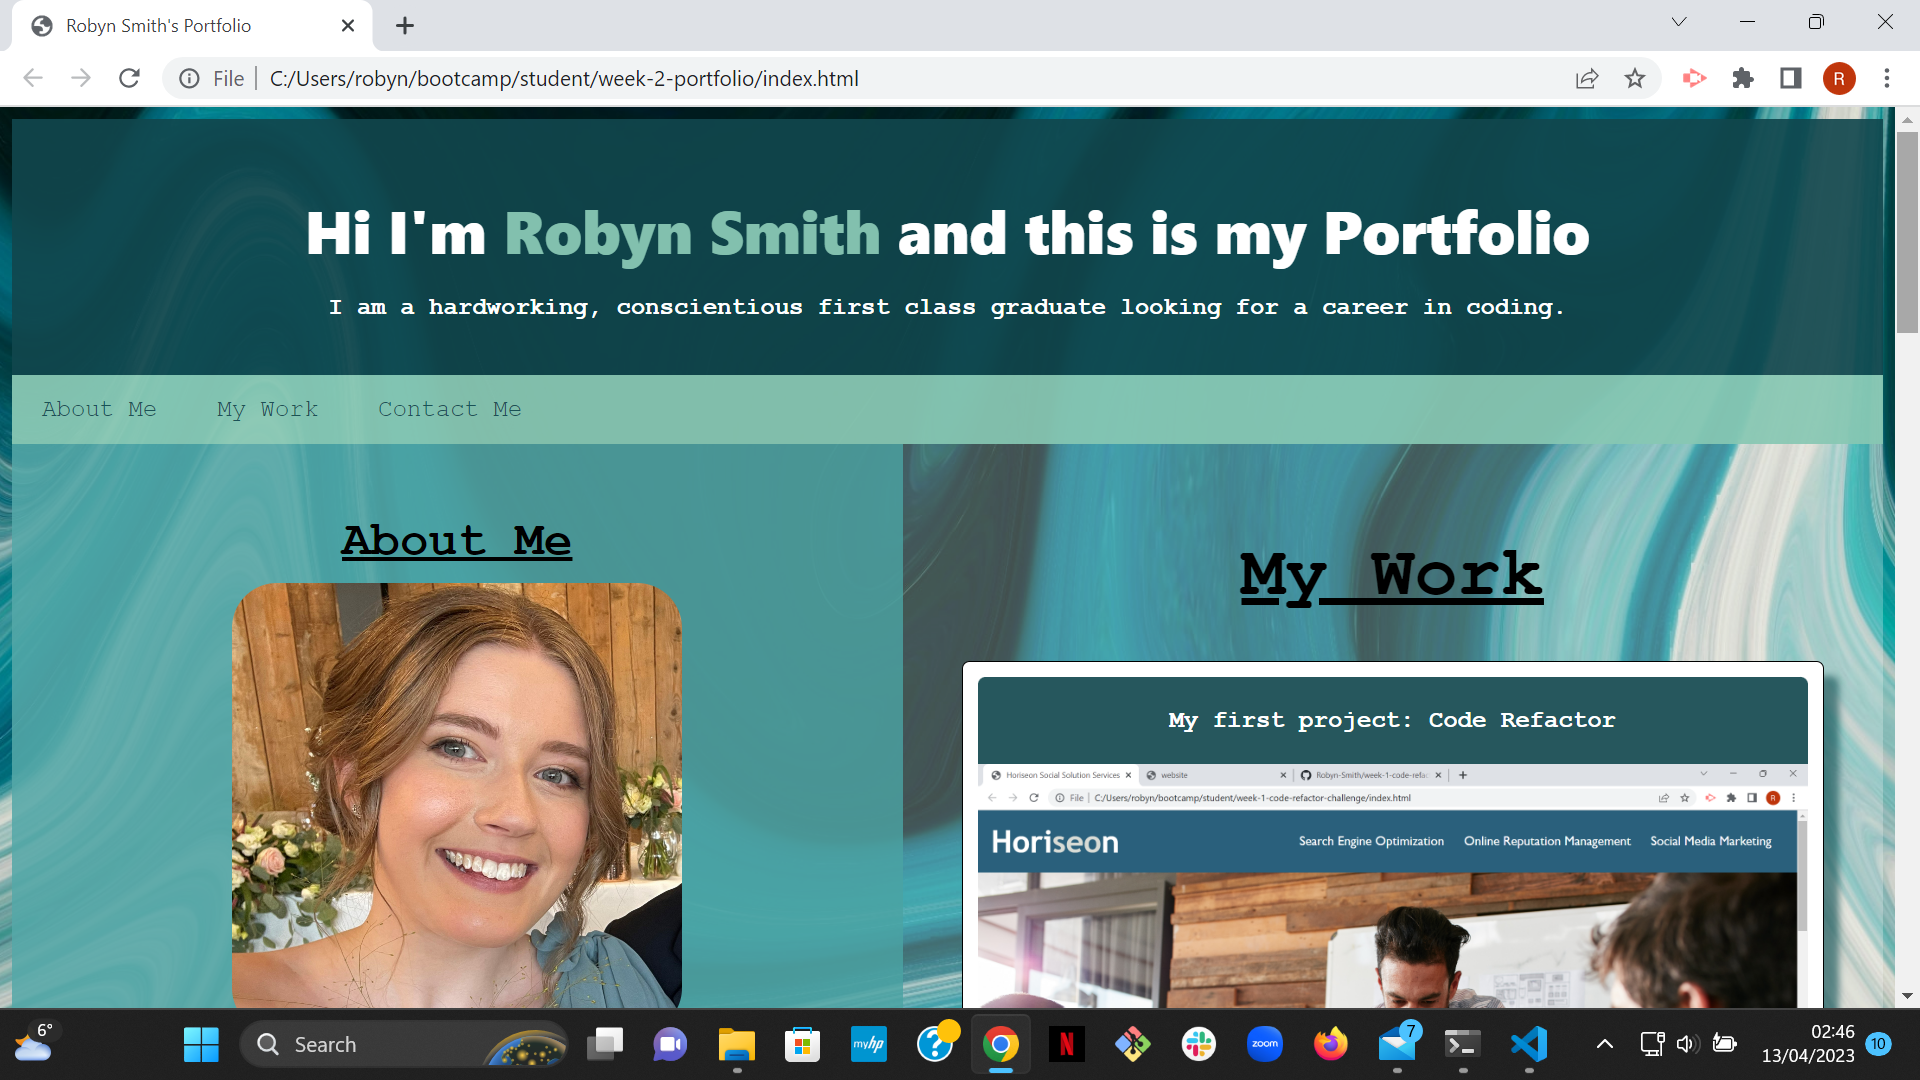 Robyn Smith's Portfolio
File C:/Users/robyn/bootcamp/student/week-2-portfolio/index.html
R
Hi I'm Robyn Smith and this is my Portfolio
I am a hardworking, conscientious first class graduate looking for a career in coding.
About Me My Work Contact Me
About Me
My Work
My first project: Code Refactor
Horiseon Social Solution Services website Robyn-Smith/week-1-code-refa
File C:/Users/robyn/bootcamp/student/week-1-code-refactor-challenge/index.html R
Horiseon Search Engine Optimization Online Reputation Management Social Media Marketing
6°
Search
myhp
N
zoom
7
02:46
13/04/2023
10